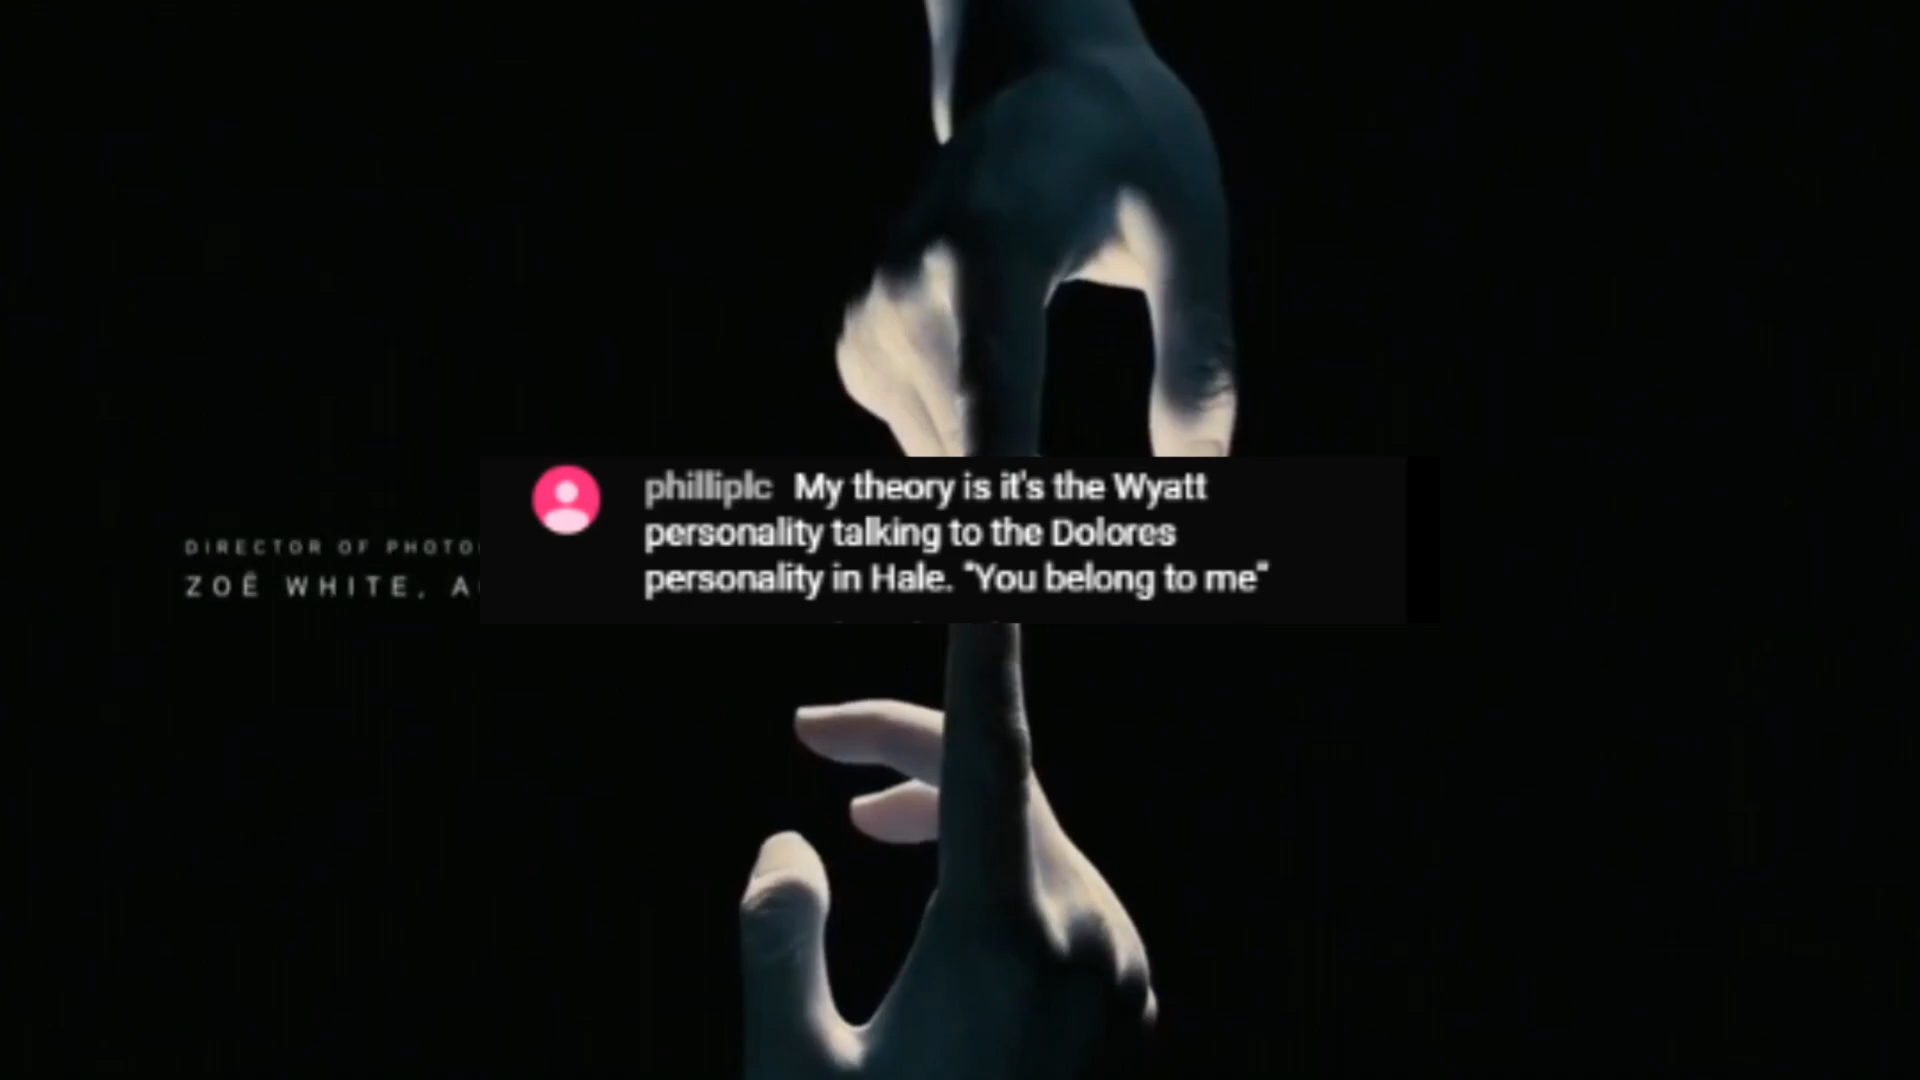 philliplc My theory is it's the Wyatt
personality talking to the Dolores
personality in Hale. "You belong to me"
DIRECTOR OF PHOTO
ZOË WHITE, A